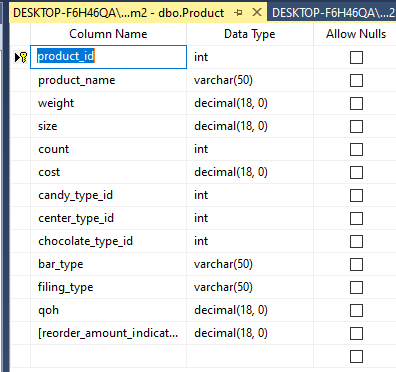 DESKTOP-F6H46QA\...m2 - dbo.Product DESKTOP-F6H46QA\...2
Column Name Data Type Allow Nulls
product_id int
product_name varchar(50)
weight decimal(18, 0)
size decimal(18, 0)
count int
cost decimal(18, 0)
candy_type_id int
center_type_id int
chocolate_type_id int
bar_type varchar(50)
filing_type varchar(50)
qoh decimal(18, 0)
[reorder_amount_indicat... decimal(18, 0)